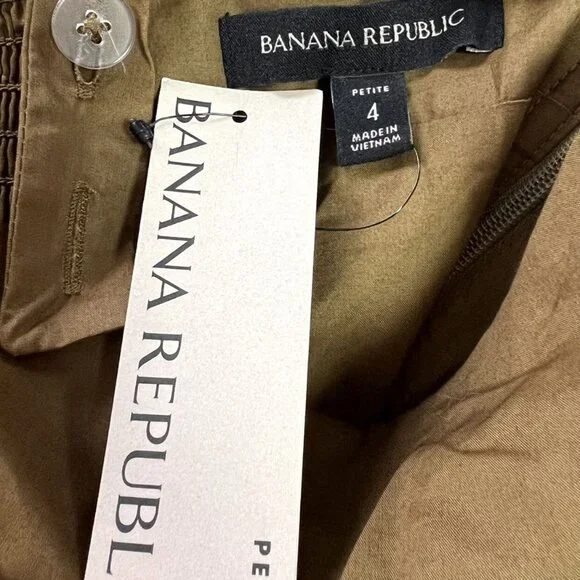 BANANA REPUBLIC
PETITE
4
MADE IN
VIETNAM
BANANA REPUBL
PE